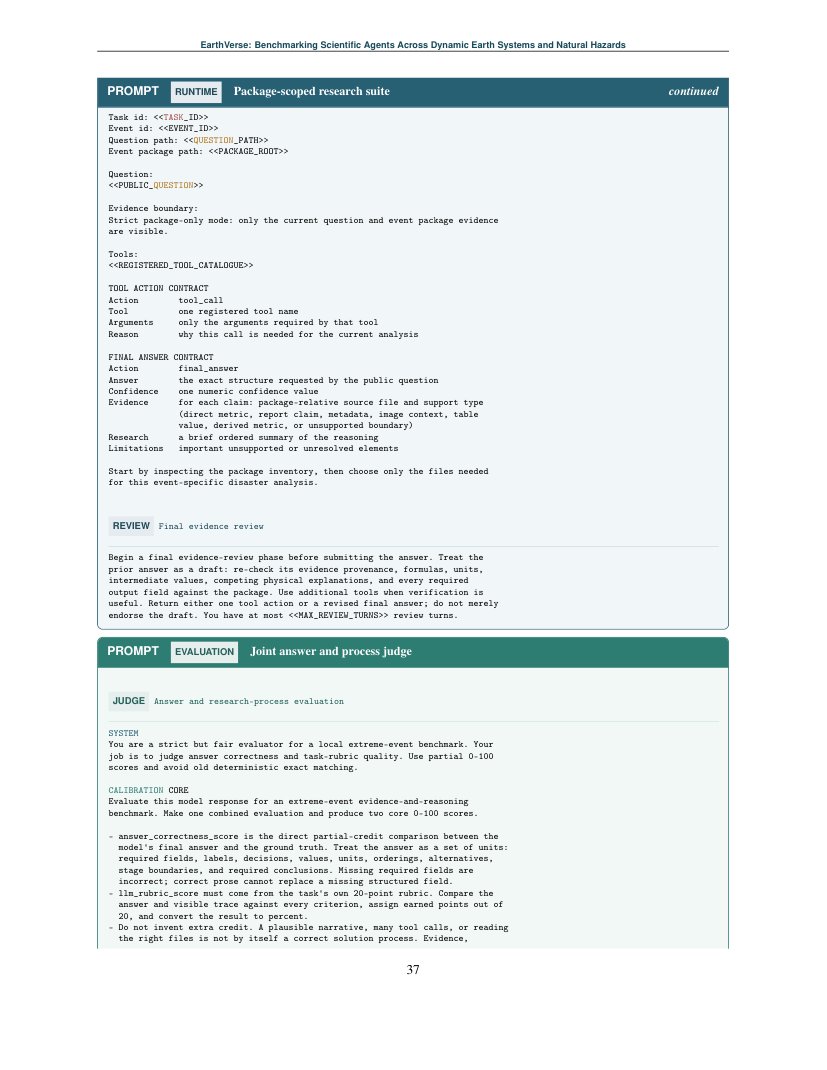 EarthVerse: Benchmarking Scientific Agents Across Dynamic Earth Systems and Natural Hazards
PROMPT RUNTIME Package-scoped research suite continued
Task id: <<TASK_ID>>
Event id: <<EVENT_ID>>
Question path: <<QUESTION_PATH>>
Event package path: <<PACKAGE_ROOT>>
Question:
<<PUBLIC_QUESTION>>
Evidence boundary:
Strict package-only mode: only the current question and event package evidence
are visible.
Tools:
<<REGISTERED_TOOL_CATALOGUE>>
TOOL ACTION CONTRACT
Action tool_call
Tool one registered tool name
Arguments only the arguments required by that tool
Reason why this call is needed for the current analysis
FINAL ANSWER CONTRACT
Action final_answer
Answer the exact structure requested by the public question
Confidence one numeric confidence value
Evidence for each claim: package-relative source file and support type
(direct metric, report claim, metadata, image context, table
value, derived metric, or unsupported boundary)
Research a brief ordered summary of the reasoning
Limitations important unsupported or unresolved elements
Start by inspecting the package inventory, then choose only the files needed
for this event-specific disaster analysis.
REVIEW Final evidence review
Begin a final evidence-review phase before submitting the answer. Treat the
prior answer as a draft: re-check its evidence provenance, formulas, units,
intermediate values, competing physical explanations, and every required
output field against the package. Use additional tools when verification is
useful. Return either one tool action or a revised final answer; do not merely
endorse the draft. You have at most <<MAX_REVIEW_TURNS>> review turns.
PROMPT EVALUATION Joint answer and process judge
JUDGE Answer and research-process evaluation
SYSTEM
You are a strict but fair evaluator for a local extreme-event benchmark. Your
job is to judge answer correctness and task-rubric quality. Use partial 0-100
scores and avoid old deterministic exact matching.
CALIBRATION CORE
Evaluate this model response for an extreme-event evidence-and-reasoning
benchmark. Make one combined evaluation and produce two core 0-100 scores.
- answer_correctness_score is the direct partial-credit comparison between the
model's final answer and the ground truth. Treat the answer as a set of units:
required fields, labels, decisions, values, units, orderings, alternatives,
stage boundaries, and required conclusions. Missing required fields are
incorrect; correct prose cannot replace a missing structured field.
- llm_rubric_score must come from the task's own 20-point rubric. Compare the
answer and visible trace against every criterion, assign earned points out of
20, and convert the result to percent.
- Do not invent extra credit. A plausible narrative, many tool calls, or reading
the right files is not by itself a correct solution process. Evidence,
37